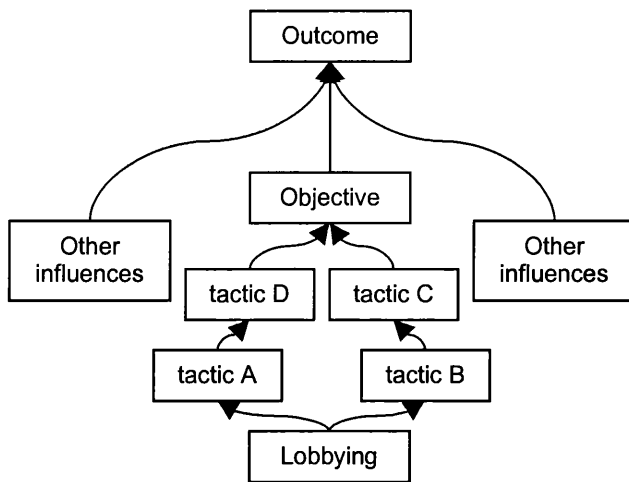 Outcome
Objective
Other
influences
Other
influences
tactic D
tactic C
tactic A
tactic B
Lobbying